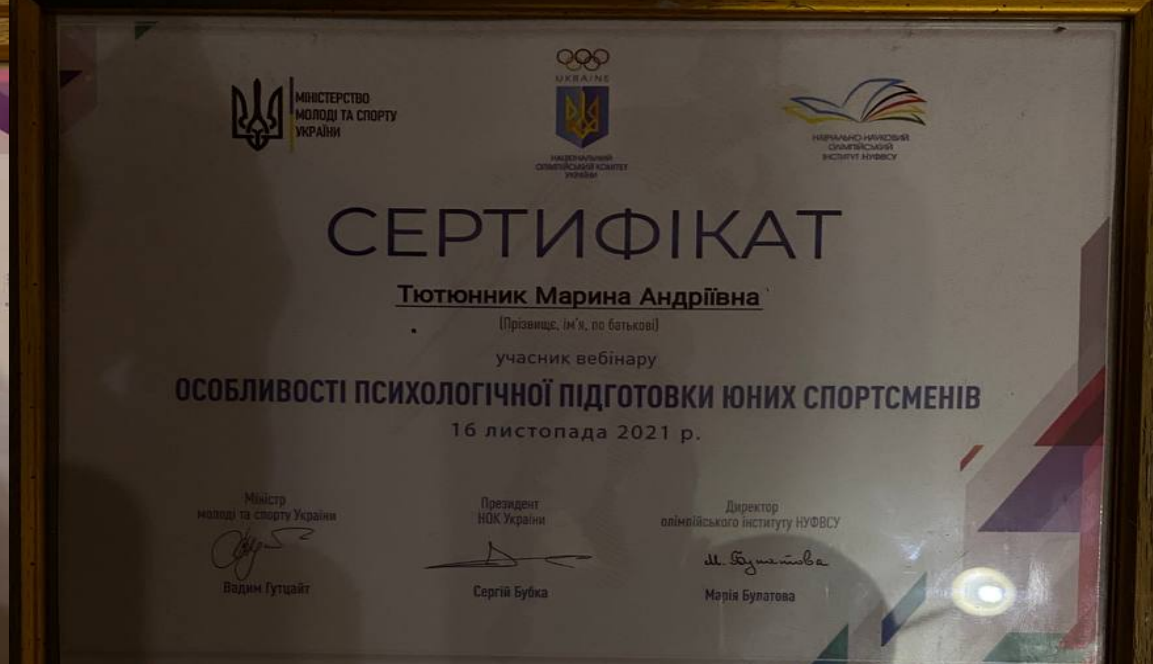 МІНІСТЕРСТВО
МОЛОДІ ТА СПОРТУ
УКРАЇНИ
UKRAINE
НАЦІОНАЛЬНИЙ
ОЛІМПІЙСЬКИЙ КОМІТЕТ
УКРАЇНИ
НАВЧАЛЬНО-НАУКОВИЙ
ОЛІМПІЙСЬКИЙ
ІНСТИТУТ НУФВСУ
СЕРТИФІКАТ
Тютюнник Марина Андріївна
(Прізвище, ім'я, по батькові)
учасник вебінару
ОСОБЛИВОСТІ ПСИХОЛОГІЧНОЇ ПІДГОТОВКИ ЮНИХ СПОРТСМЕНІВ
16 листопада 2021 р.
Міністр
молоді та спорту України
Вадим Гутцайт
Президент
НОК України
Сергій Бубка
Директор
олімпійського інституту НУФВСУ
М. Булатова
Марія Булатова